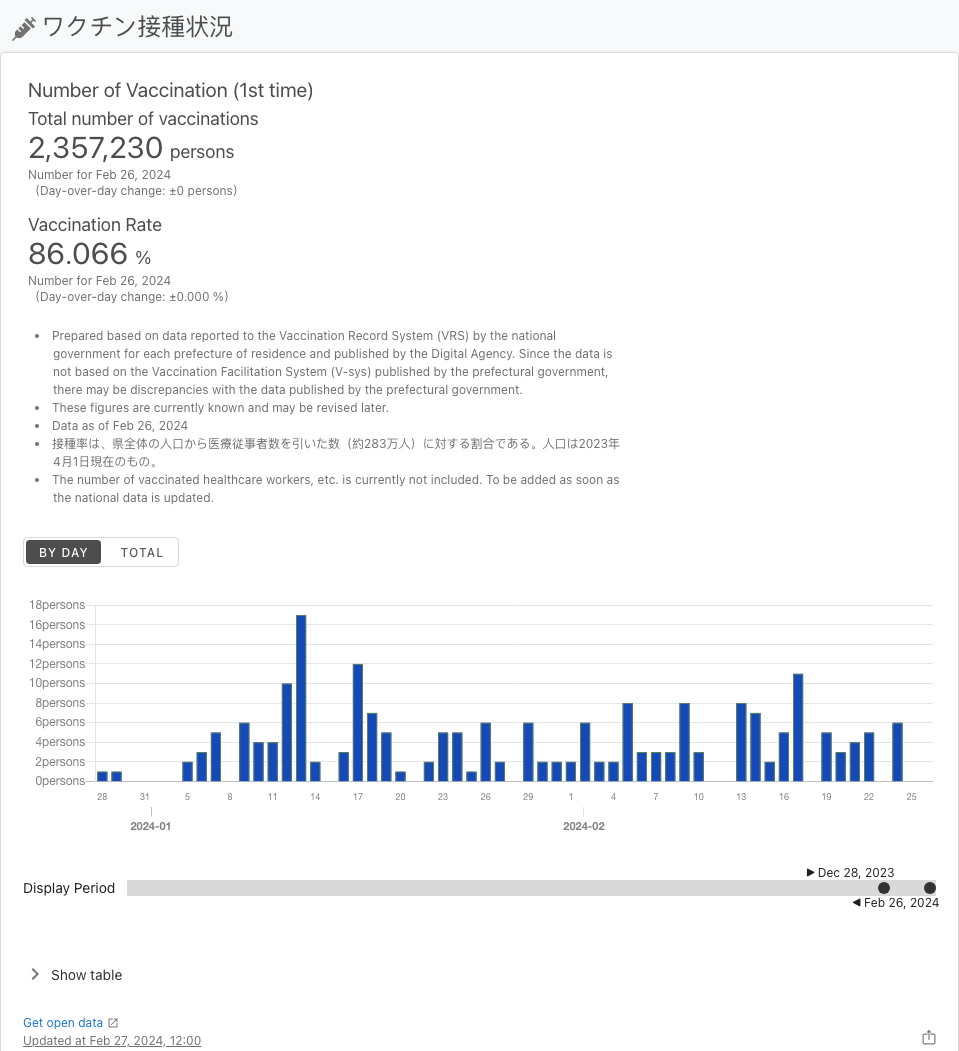 ワクチン接種状況
Number of Vaccination (1st time)
Total number of vaccinations
2,357,230 persons
Number for Feb 26, 2024
(Day-over-day change: ±0 persons)
Vaccination Rate
86.066 %
Number for Feb 26, 2024
(Day-over-day change: ±0.000 %)
• Prepared based on data reported to the Vaccination Record System (VRS) by the national
government for each prefecture of residence and published by the Digital Agency. Since the data is
not based on the Vaccination Facilitation System (V-sys) published by the prefectural government,
there may be discrepancies with the data published by the prefectural government.
• These figures are currently known and may be revised later.
• Data as of Feb 26, 2024
• 接種率は、県全体の人口から医療従事者数を引いた数（約283万人）に対する割合である。人口は2023年
4月1日現在のもの。
• The number of vaccinated healthcare workers, etc. is currently not included. To be added as soon as
the national data is updated.
BY DAY TOTAL
18persons
16persons
14persons
12persons
10persons
8persons
6persons
4persons
2persons
0persons
28 31 5 8 11 14 17 20 23 26 29 1 4 7 10 13 16 19 22 25
2024-01 2024-02
▶ Dec 28, 2023
Display Period
◀ Feb 26, 2024
Show table
Get open data
Updated at Feb 27, 2024, 12:00